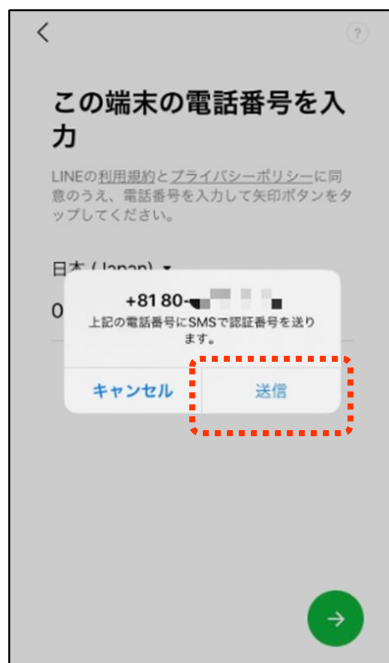 ?
この端末の電話番号を入
力
LINEの利用規約とプライバシーポリシーに同
意のうえ、電話番号を入力して矢印ボタンをタ
ップしてください。
日本 (Japan)
0
+81 80-
上記の電話番号にSMSで認証番号を送り
ます。
キャンセル 送信